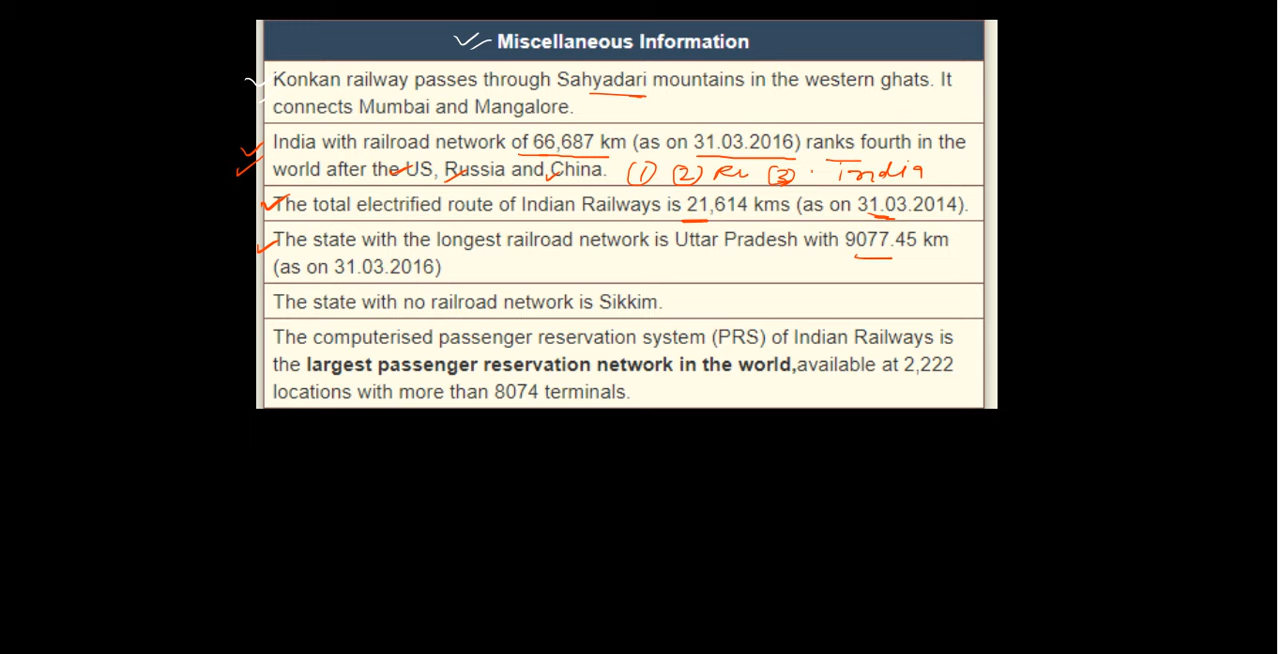 Miscellaneous Information
Konkan railway passes through Sahyadari mountains in the western ghats. It
connects Mumbai and Mangalore.
India with railroad network of 66,687 km (as on 31.03.2016) ranks fourth in the
world after the US, Russia and China. (1) (2) Ru (3) . India
The total electrified route of Indian Railways is 21,614 kms (as on 31.03.2014).
The state with the longest railroad network is Uttar Pradesh with 9077.45 km
(as on 31.03.2016)
The state with no railroad network is Sikkim.
The computerised passenger reservation system (PRS) of Indian Railways is
the largest passenger reservation network in the world,available at 2,222
locations with more than 8074 terminals.